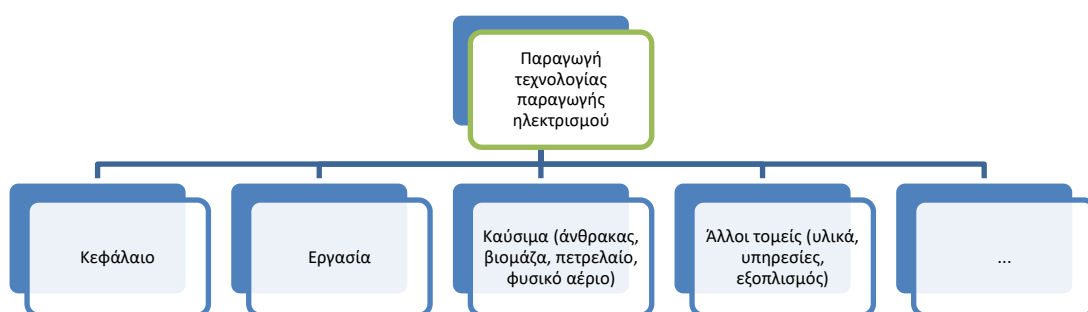 Παραγωγή
τεχνολογίας
παραγωγής
ηλεκτρισμού
Κεφάλαιο
Εργασία
Καύσιμα (άνθρακας,
βιομάζα, πετρελαίο,
φυσικό αέριο)
Άλλοι τομείς (υλικά,
υπηρεσίες,
εξοπλισμός)
...